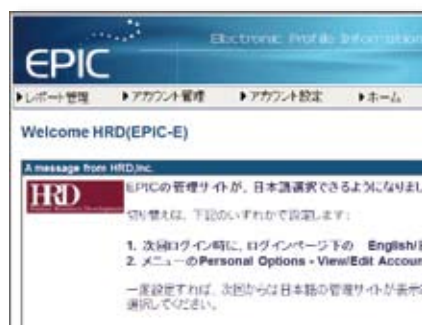 EPIC
Electronic Profile Information
▶レポート管理 ▶アカウント管理 ▶アカウント設定 ▶ホーム
Welcome HRD(EPIC-E)
A message from HRD,Inc.
HRD
EPICの管理サイトが、日本語選択できるようになりまし
切り替えは、下記のいずれかで設定します：
1. 次回ログイン時に、ログインページ下の English/
2. メニューのPersonal Options - View/Edit Accoun
一度設定すれば、次回からは日本語の管理サイトが表示
選択してください。